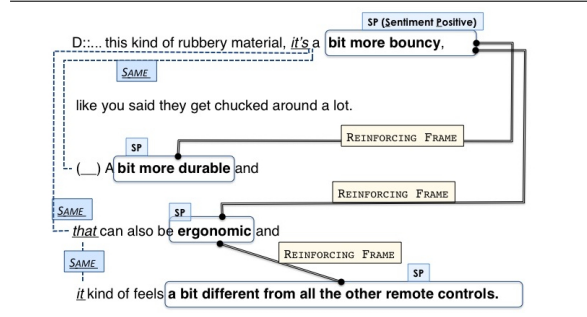 SP (Sentiment Positive)
D::... this kind of rubbery material, it's a bit more bouncy,
SAME
like you said they get chucked around a lot.
REINFORCING FRAME
SP
(__) A bit more durable and
REINFORCING FRAME
SAME
SP
that can also be ergonomic and
SAME
REINFORCING FRAME
SP
it kind of feels a bit different from all the other remote controls.